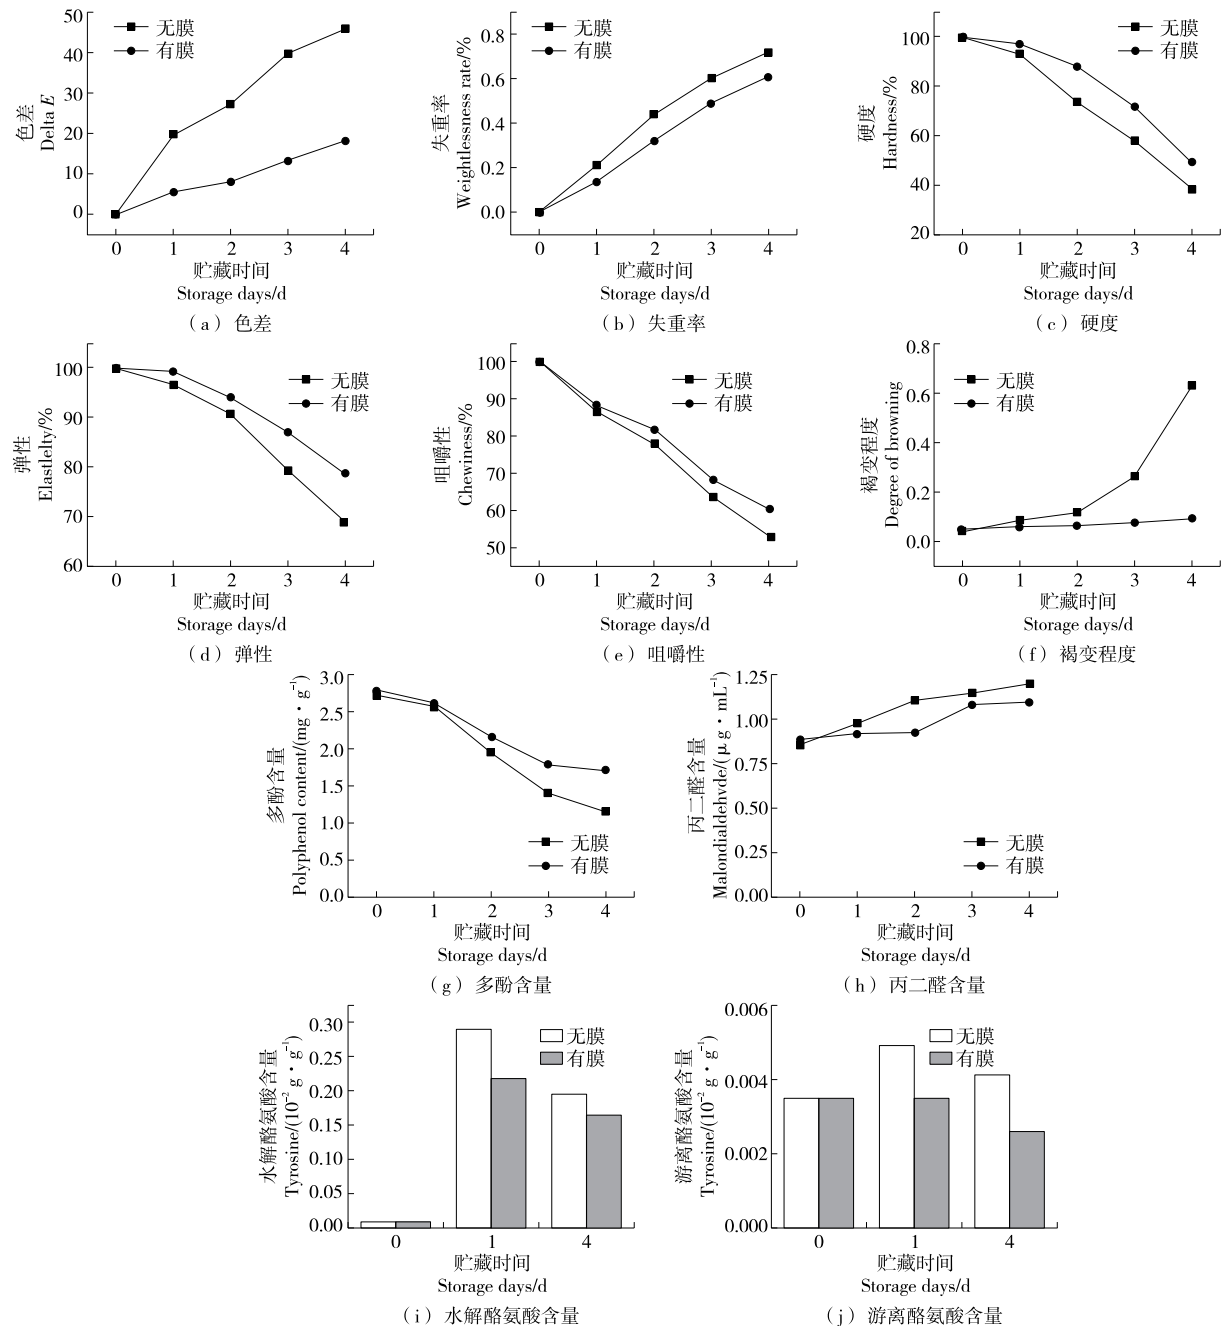 50
40
30
20
10
0
色差
Delta E
无膜
有膜
0 1 2 3 4
贮藏时间
Storage days/d
（a）色差
0.8
0.6
0.4
0.2
0.0
失重率
Weightlessness rate/%
无膜
有膜
0 1 2 3 4
贮藏时间
Storage days/d
（b）失重率
100
80
60
40
20
硬度
Hardness/%
无膜
有膜
0 1 2 3 4
贮藏时间
Storage days/d
（c）硬度
100
90
80
70
60
弹性
Elastlelty/%
无膜
有膜
0 1 2 3 4
贮藏时间
Storage days/d
（d）弹性
100
90
80
70
60
50
咀嚼性
Chewiness/%
无膜
有膜
0 1 2 3 4
贮藏时间
Storage days/d
（e）咀嚼性
0.8
0.6
0.4
0.2
0.0
褐变程度
Degree of browning
无膜
有膜
0 1 2 3 4
贮藏时间
Storage days/d
（f）褐变程度
3.0
2.5
2.0
1.5
1.0
0.5
0.0
多酚含量
Polyphenol content/(mg·g⁻¹)
无膜
有膜
0 1 2 3 4
贮藏时间
Storage days/d
（g）多酚含量
1.25
1.00
0.75
0.50
0.25
0.00
丙二醛含量
Malondialdehvde/(μg·mL⁻¹)
无膜
有膜
0 1 2 3 4
贮藏时间
Storage days/d
（h）丙二醛含量
0.30
0.25
0.20
0.15
0.10
0.05
0.00
水解酪氨酸含量
Tyrosine/(10⁻² g·g⁻¹)
无膜
有膜
0 1 4
贮藏时间
Storage days/d
（i）水解酪氨酸含量
0.006
0.004
0.002
0.000
游离酪氨酸含量
Tyrosine/(10⁻² g·g⁻¹)
无膜
有膜
0 1 4
贮藏时间
Storage days/d
（j）游离酪氨酸含量